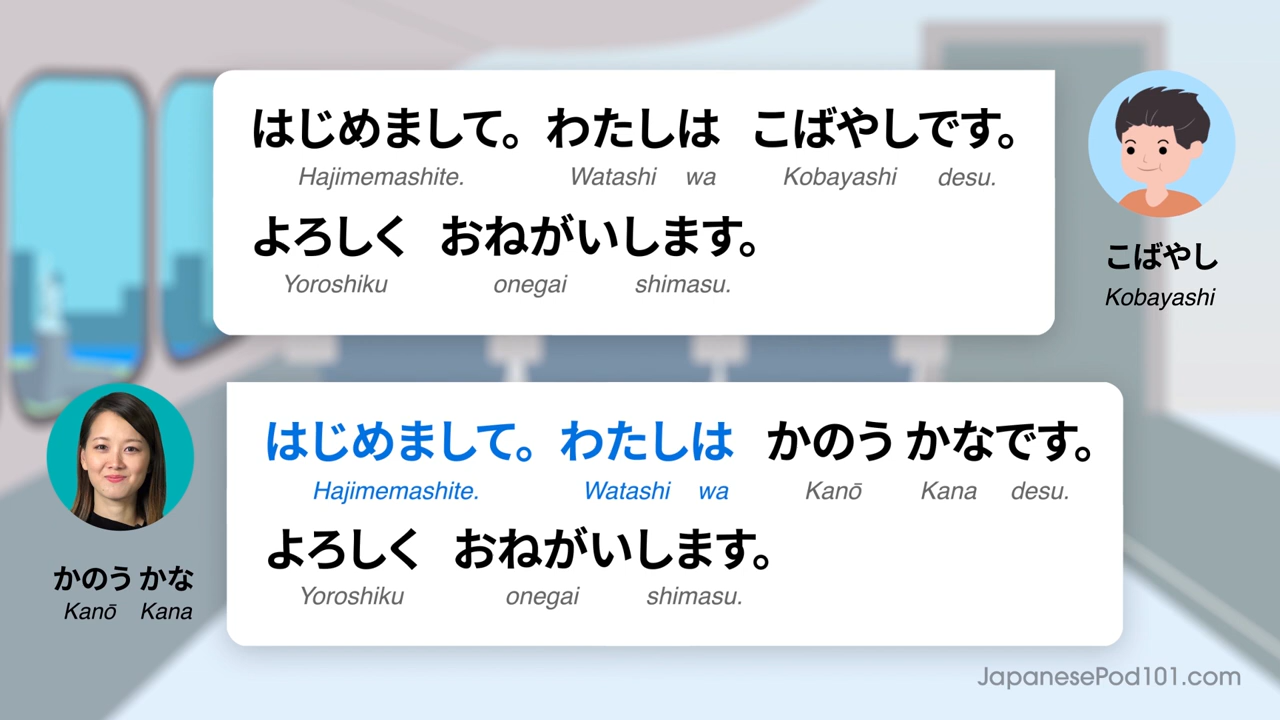 はじめまして。 わたしは こばやしです。
Hajimemashite. Watashi wa Kobayashi desu.
よろしく おねがいします。
Yoroshiku onegai shimasu.
こばやし
Kobayashi
はじめまして。 わたしは かのう かなです。
Hajimemashite. Watashi wa Kanō Kana desu.
よろしく おねがいします。
Yoroshiku onegai shimasu.
かのう かな
Kanō Kana
JapanesePod101.com